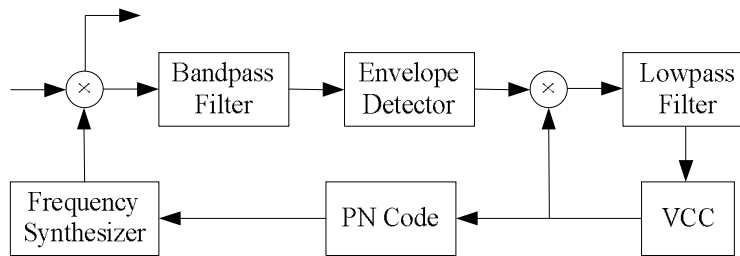 ×
Bandpass
Filter
Envelope
Detector
×
Lowpass
Filter
Frequency
Synthesizer
PN Code
VCC